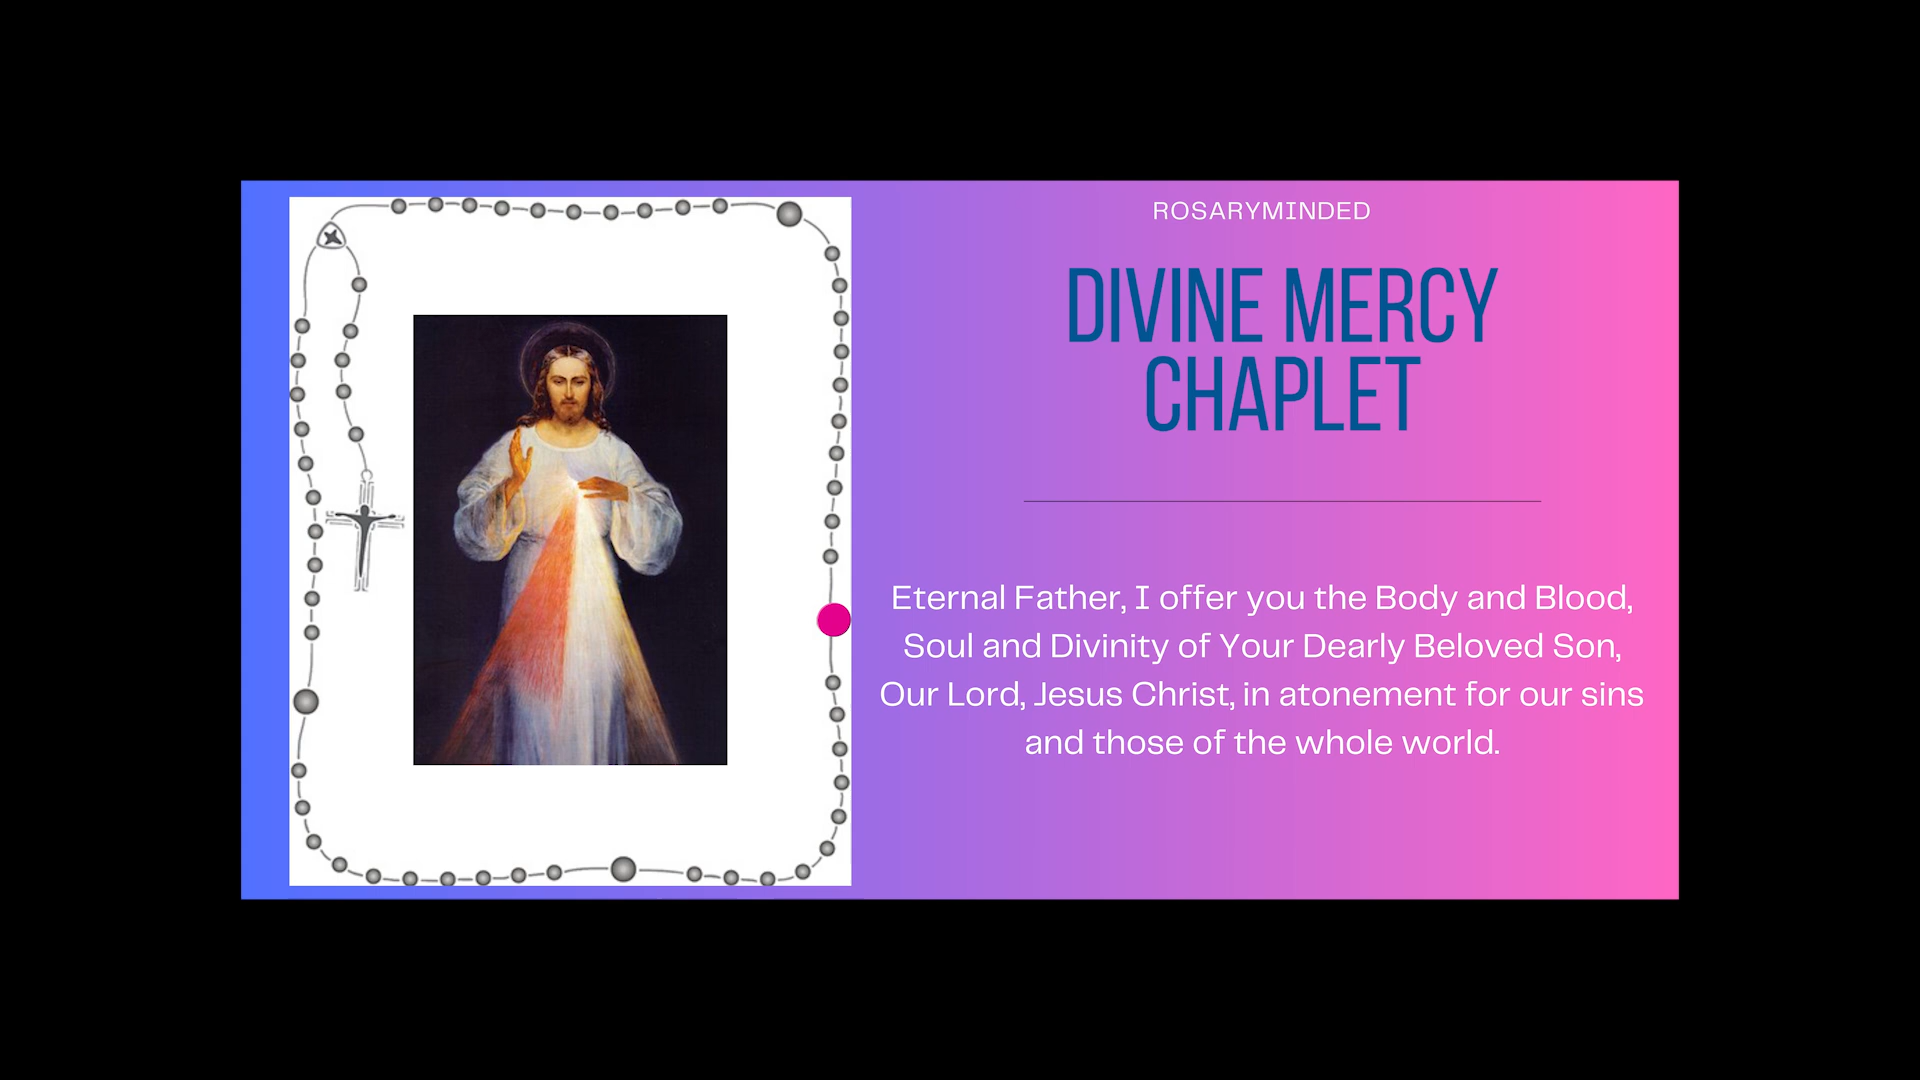 ROSARYMINDED
DIVINE MERCY
CHAPLET
Eternal Father, I offer you the Body and Blood,
Soul and Divinity of Your Dearly Beloved Son,
Our Lord, Jesus Christ, in atonement for our sins
and those of the whole world.